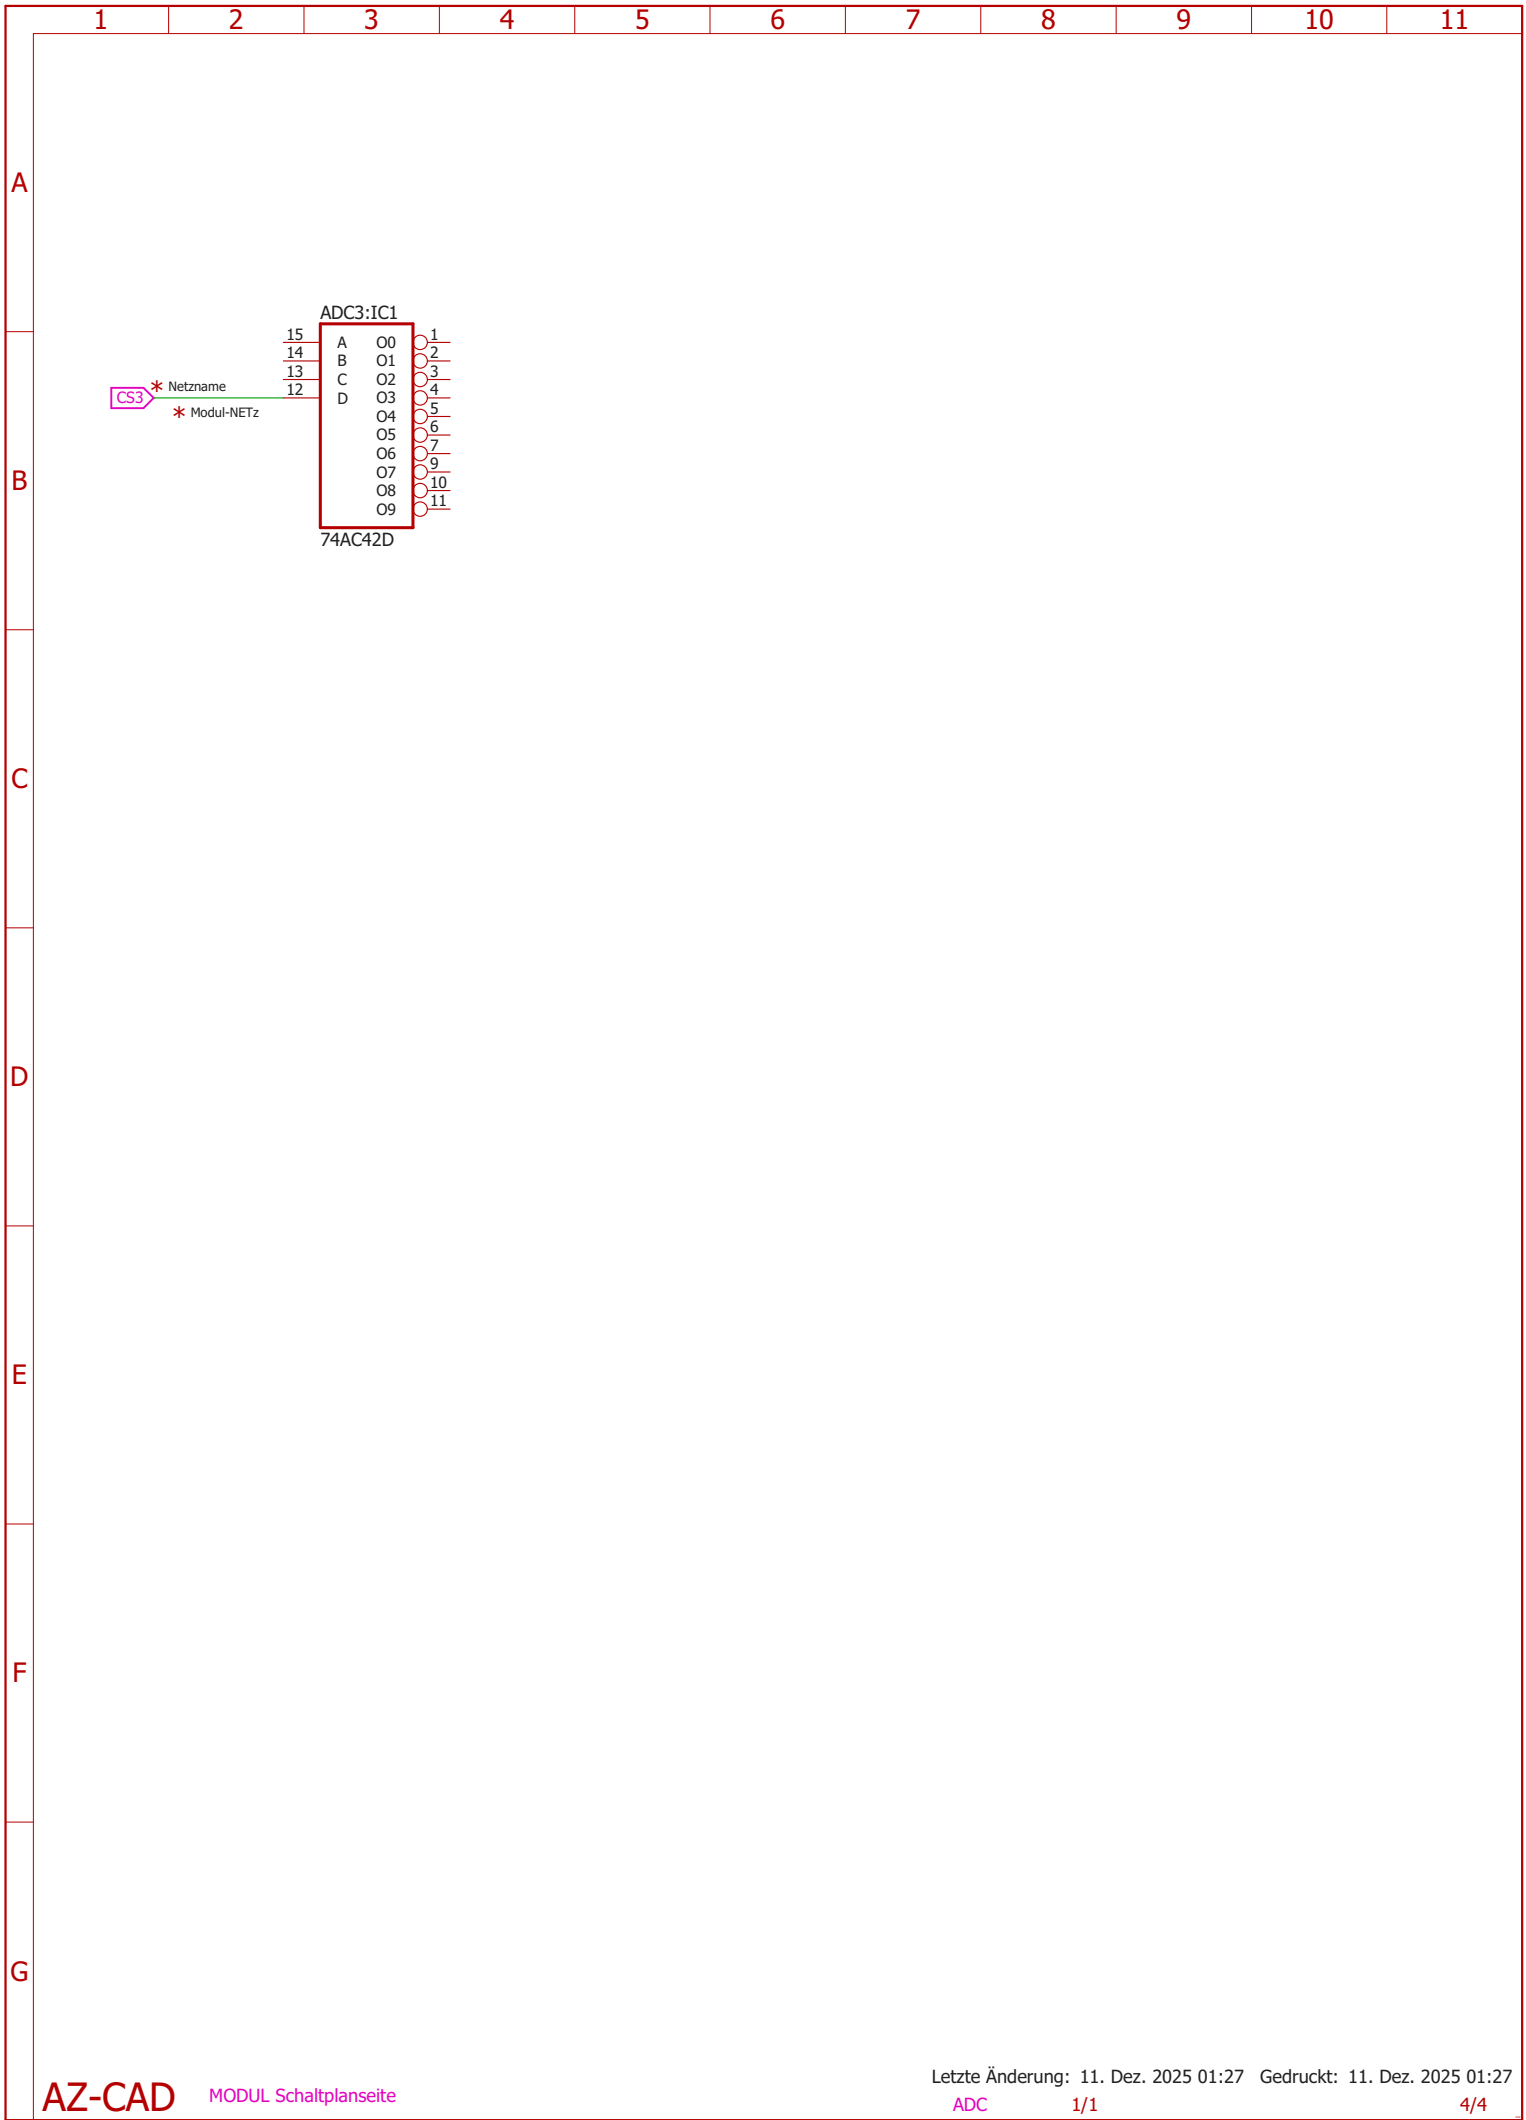 1 2 3 4 5 6 7 8 9 10 11
A
ADC3:IC1
15 A O0 1
14 B O1 2
13 C O2 3
12 D O3 4
CS3
* Netzname
* Modul-NETz
O4 5
O5 6
O6 7
O7 9
O8 10
O9 11
74AC42D
B
C
D
E
F
G
Letzte Änderung: 11. Dez. 2025 01:27 Gedruckt: 11. Dez. 2025 01:27
AZ-CAD MODUL Schaltplanseite
ADC 1/1 4/4